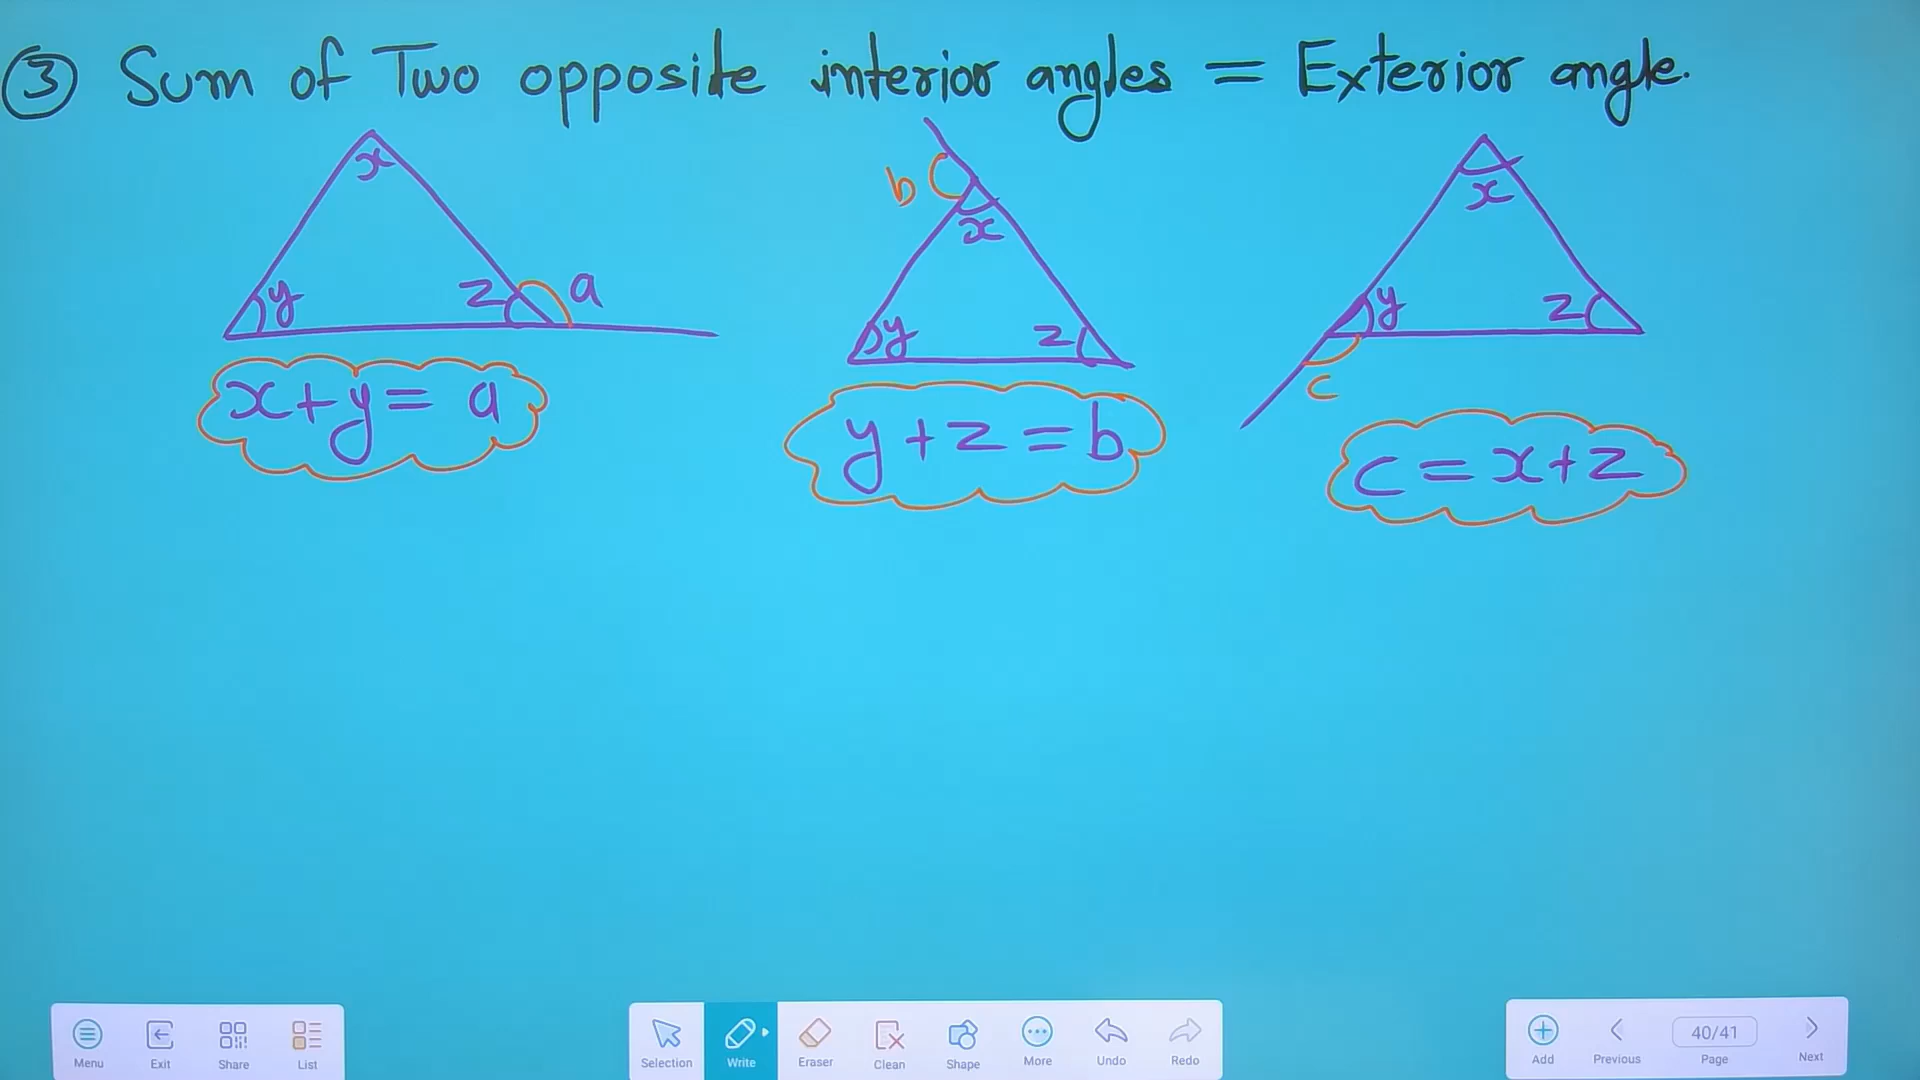 ③ Sum of Two opposite interior angles = Exterior angle.
x
y
z
a
x+y= a
b
x
y
z
y+z=b
x
y
z
c
c=x+z
Menu
Exit
Share
List
Selection
Write
Eraser
Clean
Shape
More
Undo
Redo
Add
Previous
40/41
Page
Next